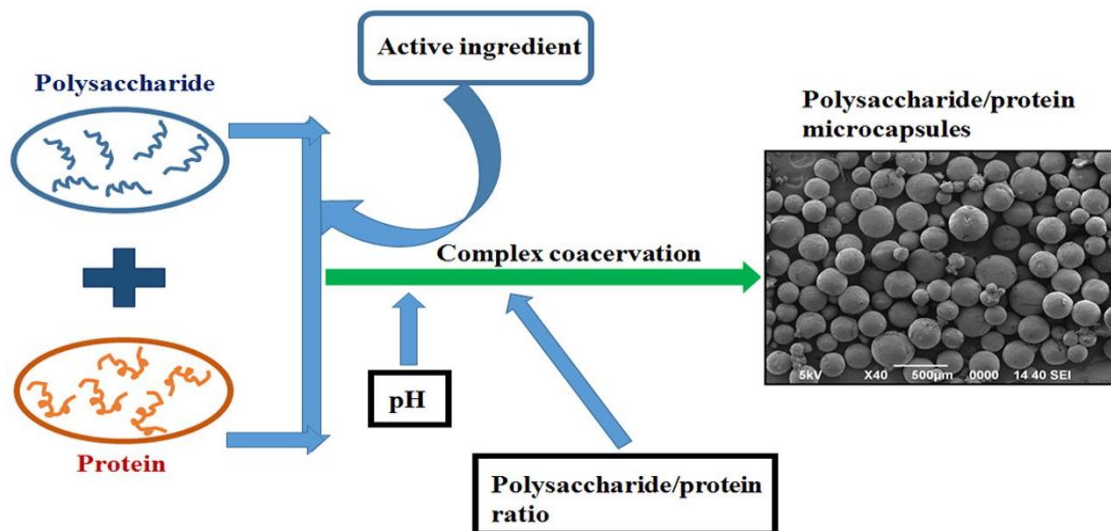 Active ingredient
Polysaccharide
Polysaccharide/protein
microcapsules
Complex coacervation
pH
Protein
Polysaccharide/protein
ratio
5kV X40 500µm 0000 14 40 SEI